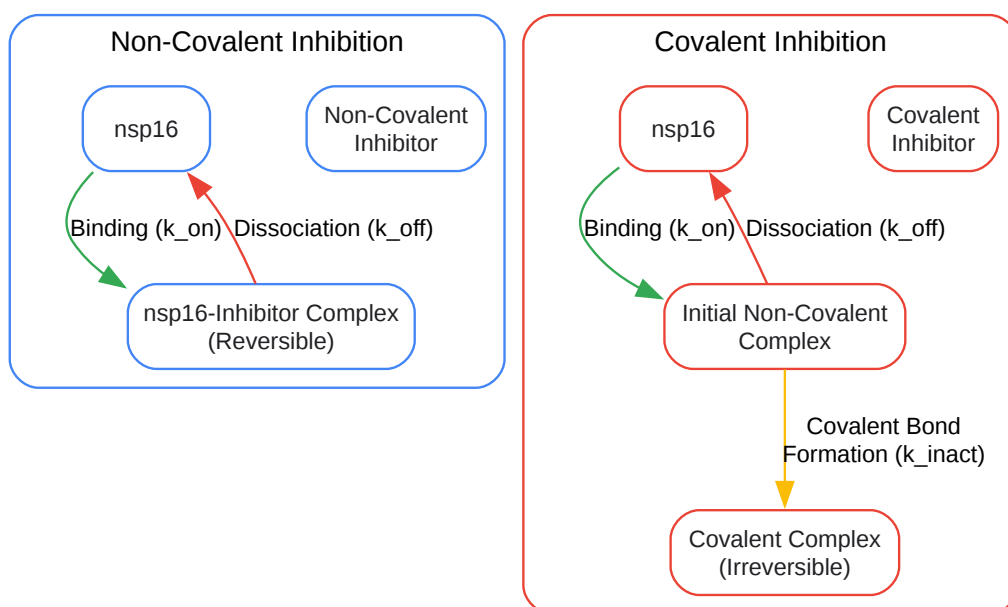 Non-Covalent Inhibition
nsp16
Non-Covalent
Inhibitor
Binding (k_on)
Dissociation (k_off)
nsp16-Inhibitor Complex
(Reversible)
Covalent Inhibition
nsp16
Covalent
Inhibitor
Binding (k_on)
Dissociation (k_off)
Initial Non-Covalent
Complex
Covalent Bond
Formation (k_inact)
Covalent Complex
(Irreversible)